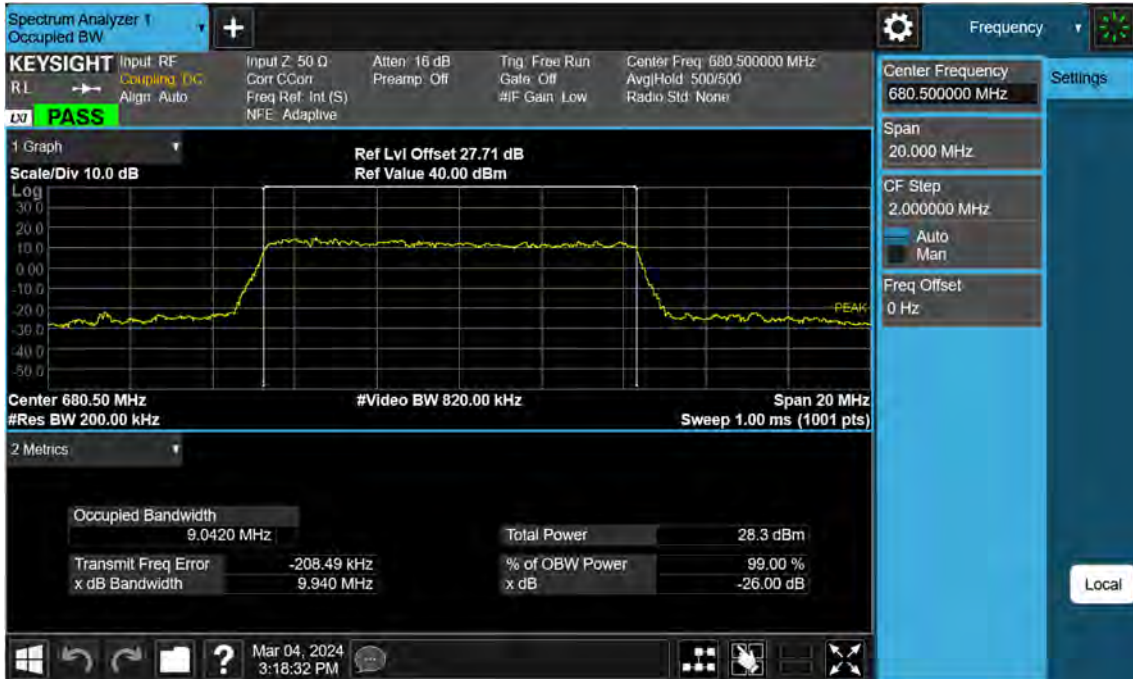 Spectrum Analyzer 1
Occupied BW
Frequency
KEYSIGHT
R L
LXI
PASS
Input: RF
Coupling: DC
Align: Auto
Input Z: 50 Ω
Corr CCorr
Freq Ref: Int (S)
NFE: Adaptive
Atten: 16 dB
Preamp: Off
Trig: Free Run
Gate: Off
#IF Gain: Low
Center Freq: 680.500000 MHz
Avg|Hold: 500/500
Radio Std: None
1 Graph
Scale/Div 10.0 dB
Ref Lvl Offset 27.71 dB
Ref Value 40.00 dBm
Log
30.0
20.0
10.0
0.00
-10.0
-20.0
-30.0
-40.0
-50.0
PEAK
Center 680.50 MHz
#Video BW 820.00 kHz
Span 20 MHz
#Res BW 200.00 kHz
Sweep 1.00 ms (1001 pts)
2 Metrics
Occupied Bandwidth
9.0420 MHz
Transmit Freq Error -208.49 kHz
x dB Bandwidth 9.940 MHz
Total Power 28.3 dBm
% of OBW Power 99.00 %
x dB -26.00 dB
Mar 04, 2024
3:18:32 PM
Center Frequency
680.500000 MHz
Span
20.000 MHz
CF Step
2.000000 MHz
Auto
Man
Freq Offset
0 Hz
Settings
Local